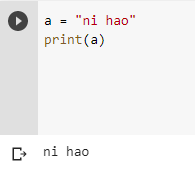 a = "ni hao"
print(a)
ni hao